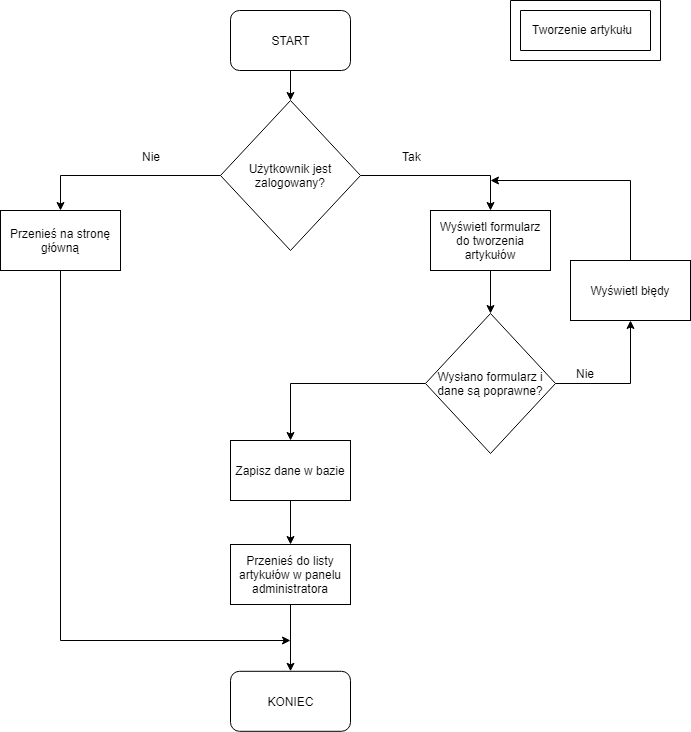 START
Tworzenie artykułu
Nie
Użytkownik jest
zalogowany?
Tak
Przenieś na stronę
główną
Wyświetl formularz
do tworzenia
artykułów
Wyświetl błędy
Wysłano formularz i
dane są poprawne?
Nie
Zapisz dane w bazie
Przenieś do listy
artykułów w panelu
administratora
KONIEC